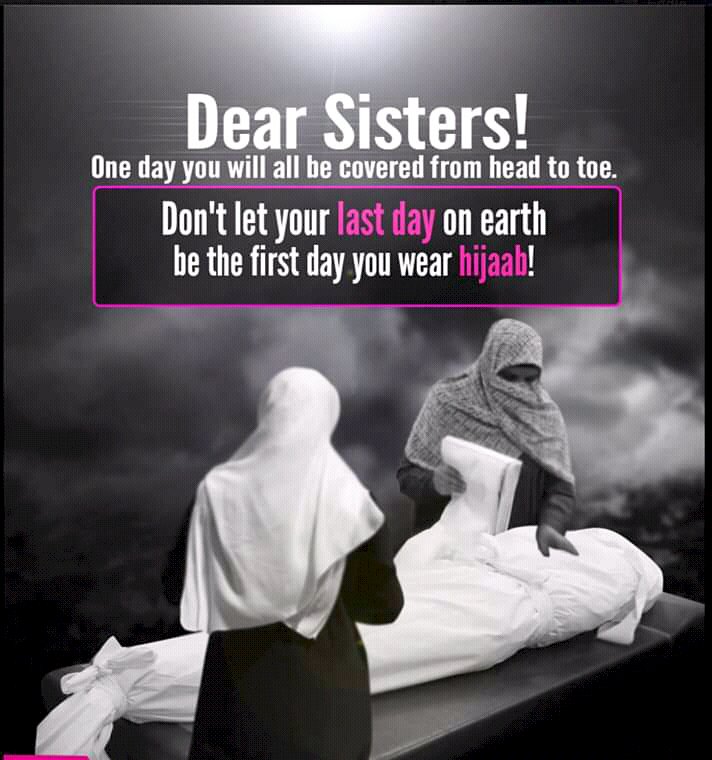 Dear Sisters!
One day you will all be covered from head to toe.
Don't let your last day on earth
be the first day you wear hijaab!